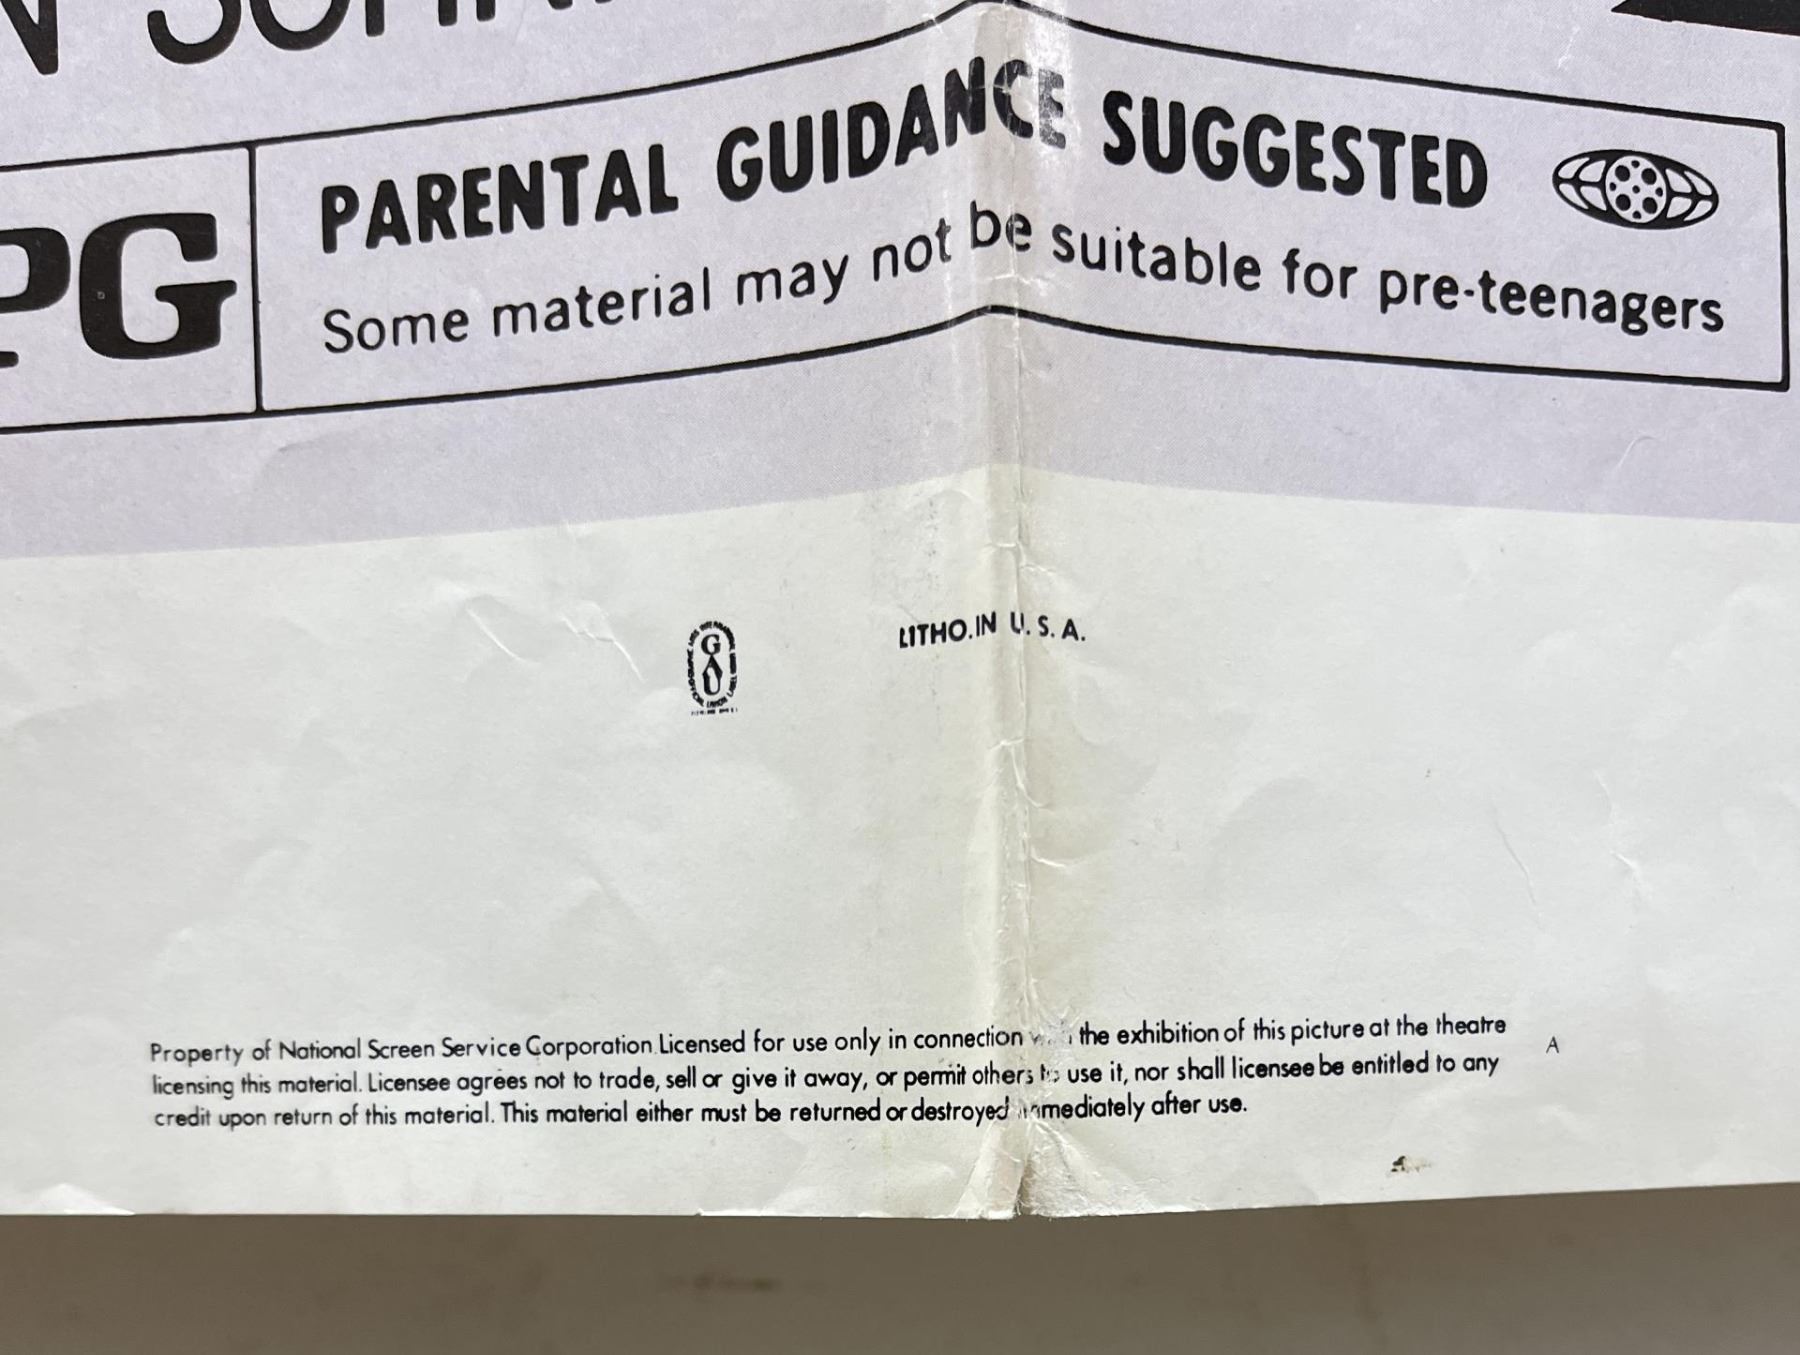 PG
PARENTAL GUIDANCE SUGGESTED
Some material may not be suitable for pre-teenagers
LITHO.IN U. S. A.
Property of National Screen Service Corporation Licensed for use only in connection the exhibition of this picture at the theatre
licensing this material. Licensee agrees not to trade, sell or give it away, or permit others to use it, nor shall licensee be entitled to any
credit upon return of this material. This material either must be returned or destroyed immediately after use.
A